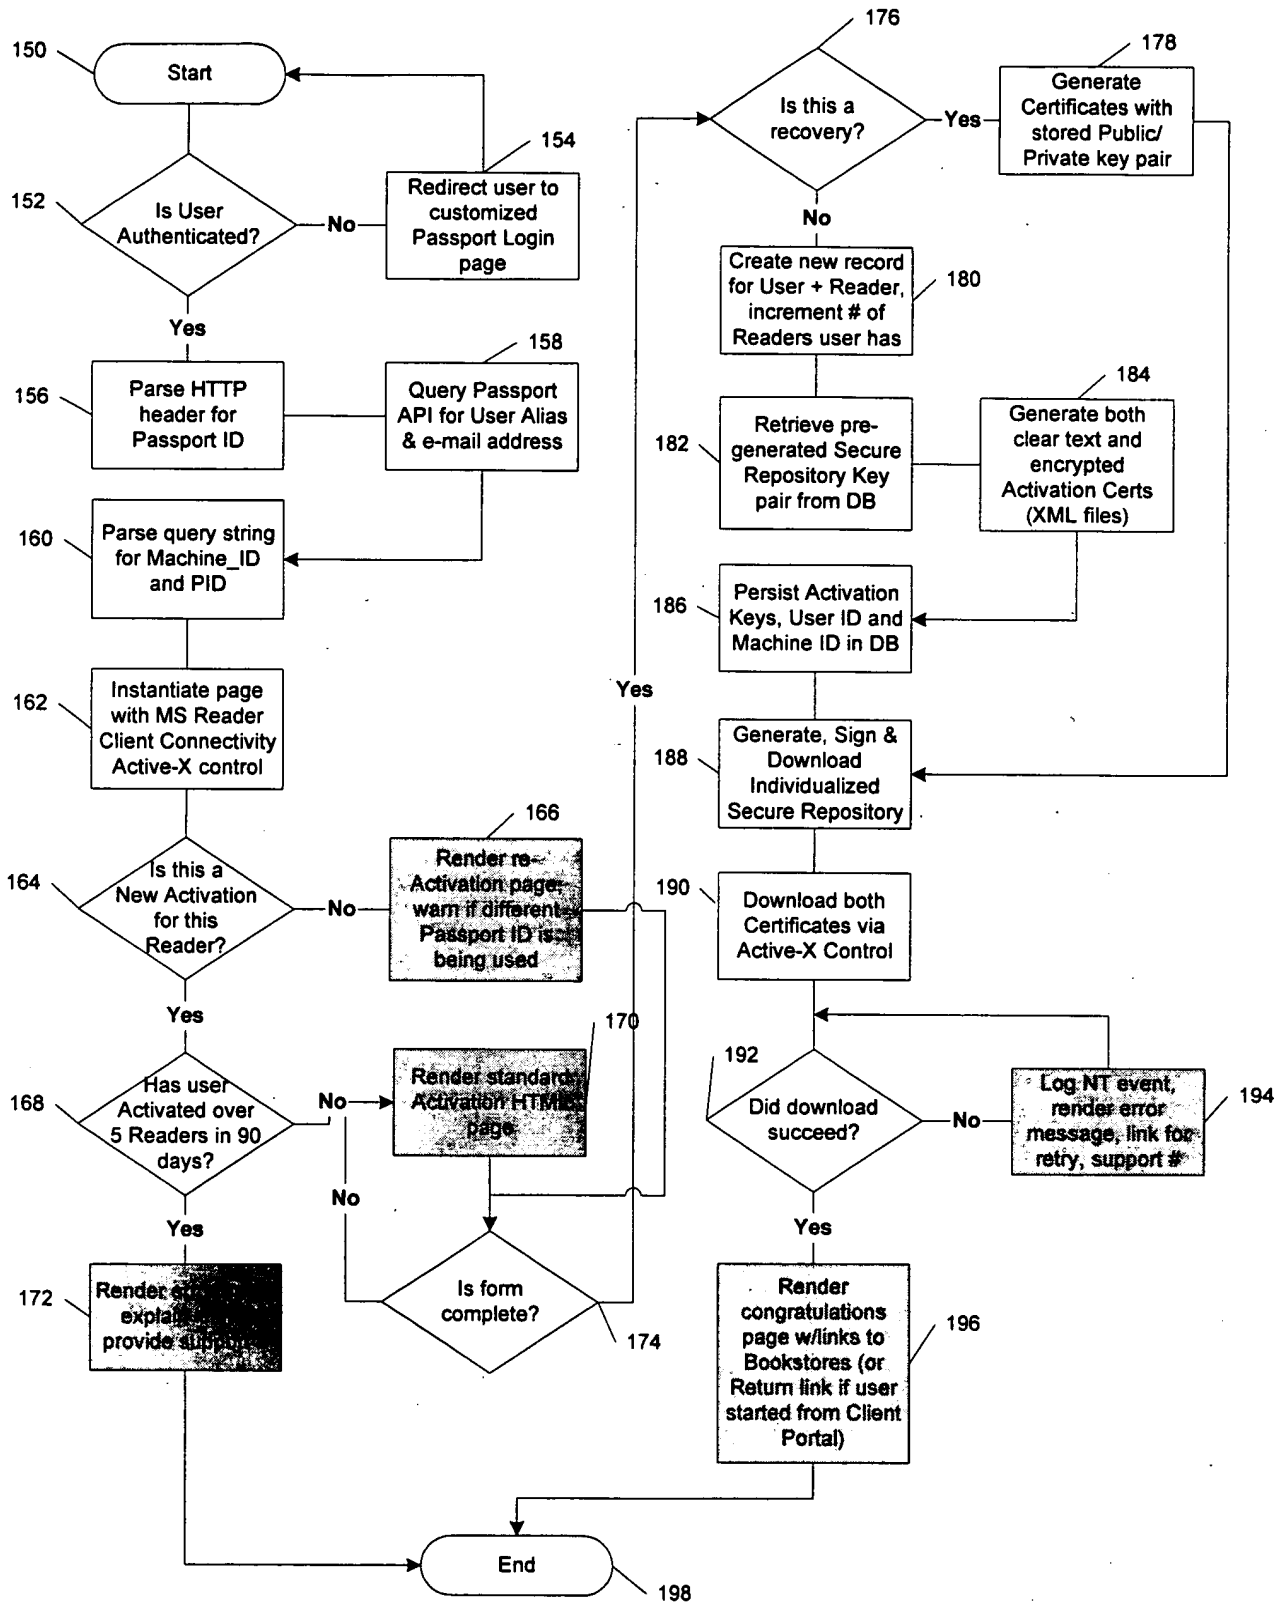 150
Start
152
Is User
Authenticated?
No
154
Redirect user to
customized
Passport Login
page
Yes
156
Parse HTTP
header for
Passport ID
158
Query Passport
API for User Alias
& e-mail address
160
Parse query string
for Machine_ID
and PID
162
Instantiate page
with MS Reader
Client Connectivity
Active-X control
164
Is this a
New Activation
for this
Reader?
No
166
Render re-
Activation page,
warn if different
Passport ID is
being used
Yes
168
Has user
Activated over
5 Readers in 90
days?
No
170
Render standard
Activation HTML
page
No
Yes
172
Render
provide
Is form
complete?
174
Yes
176
Is this a
recovery?
Yes
178
Generate
Certificates with
stored Public/
Private key pair
No
180
Create new record
for User + Reader,
increment # of
Readers user has
182
Retrieve pre-
generated Secure
Repository Key
pair from DB
184
Generate both
clear text and
encrypted
Activation Certs
(XML files)
186
Persist Activation
Keys, User ID and
Machine ID in DB
188
Generate, Sign &
Download
Individualized
Secure Repository
190
Download both
Certificates via
Active-X Control
192
Did download
succeed?
No
194
Log NT event,
render error
message, link for
retry, support #
Yes
196
Render
congratulations
page w/links to
Bookstores (or
Return link if user
started from Client
Portal)
End
198